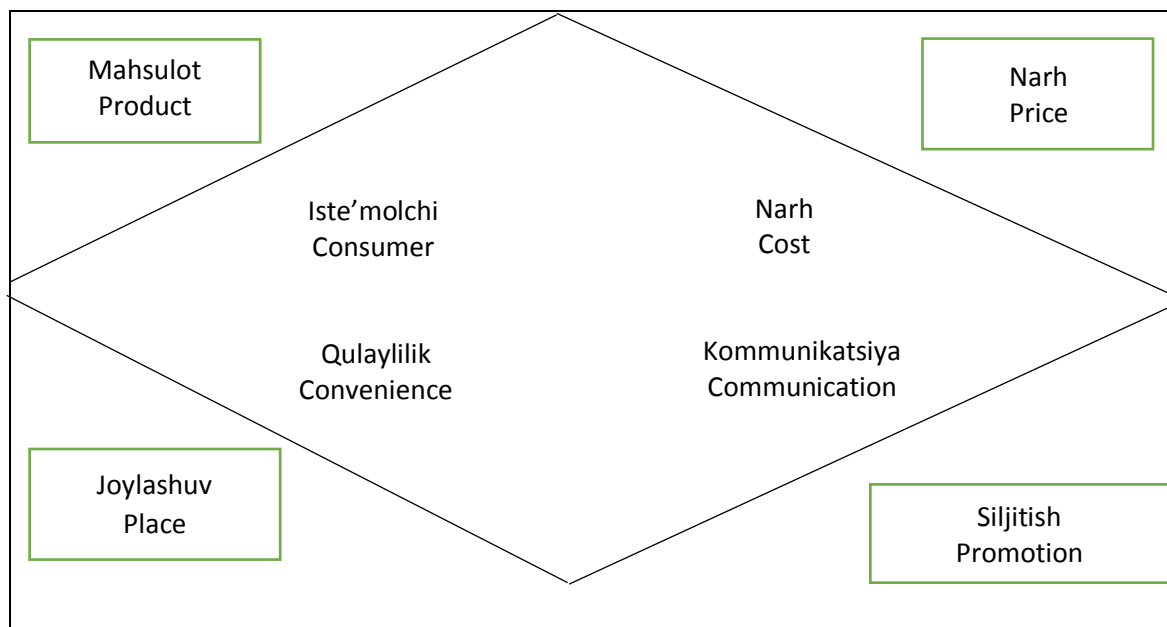 Mahsulot
Product
Narh
Price
Iste’molchi
Consumer
Narh
Cost
Qulaylilik
Convenience
Kommunikatsiya
Communication
Joylashuv
Place
Siljitish
Promotion